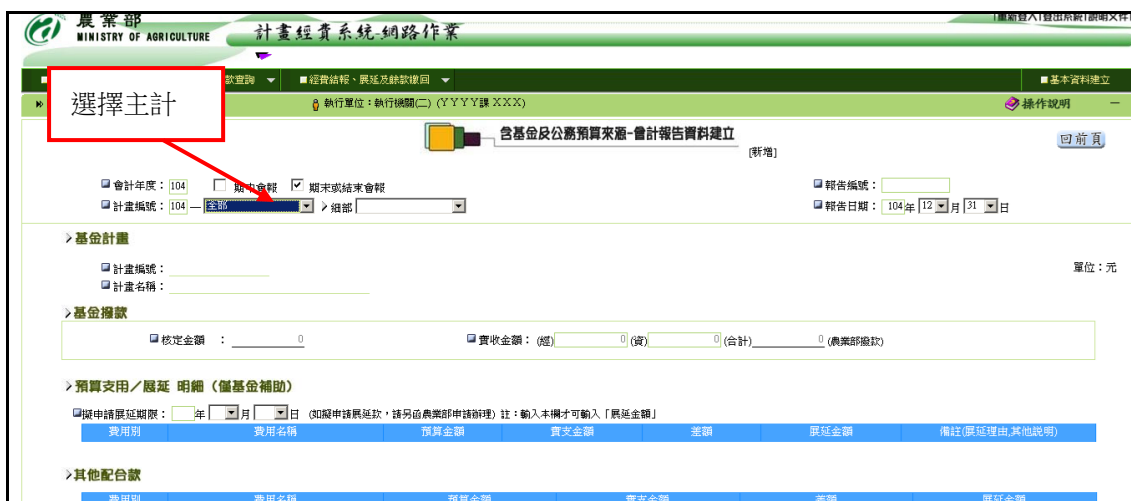 農業部
MINISTRY OF AGRICULTURE
計畫經費系統-網路作業
|重新登入|登出系統|說明文件|
款查詢
■經費結報、展延及餘款繳回
■基本資料建立
選擇主計
執行單位：執行機關(二) (YYYY課XXX)
操作說明
含基金及公務預算來源-會計報告資料建立
[新增]
回前頁
會計年度：104 期中會報 期末或結束會報
報告編號：
計畫編號：104 — 全部 細部
報告日期：104年 12 月 31 日
基金計畫
計畫編號：
單位：元
計畫名稱：
基金撥款
核定金額 ： 0
實收金額： (經) 0 (資) 0 (合計) 0 (農業部撥款)
預算支用／展延 明細（僅基金補助）
擬申請展延期限： 年 月 日 (如擬申請展延款，請另函農業部申請辦理) 註：輸入本欄才可輸入「展延金額」
費用別 費用名稱 預算金額 實支金額 差額 展延金額 備註(展延理由,其他說明)
其他配合款
費用別 費用名稱 預算金額 實支金額 差額 展延金額